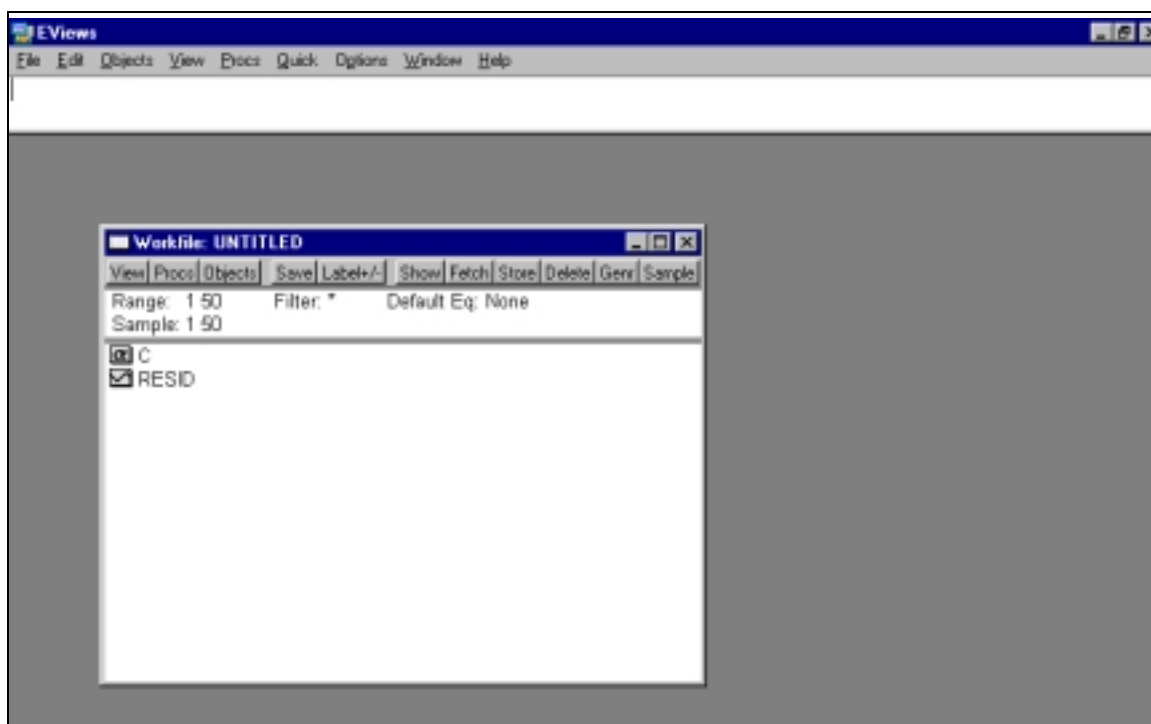 EViews
File Edit Objects View Procs Quick Options Window Help
Workfile: UNTITLED
View Procs Objects Save Label+/- Show Fetch Store Delete Genr Sample
Range: 1 50 Filter: * Default Eq: None
Sample: 1 50
C
RESID